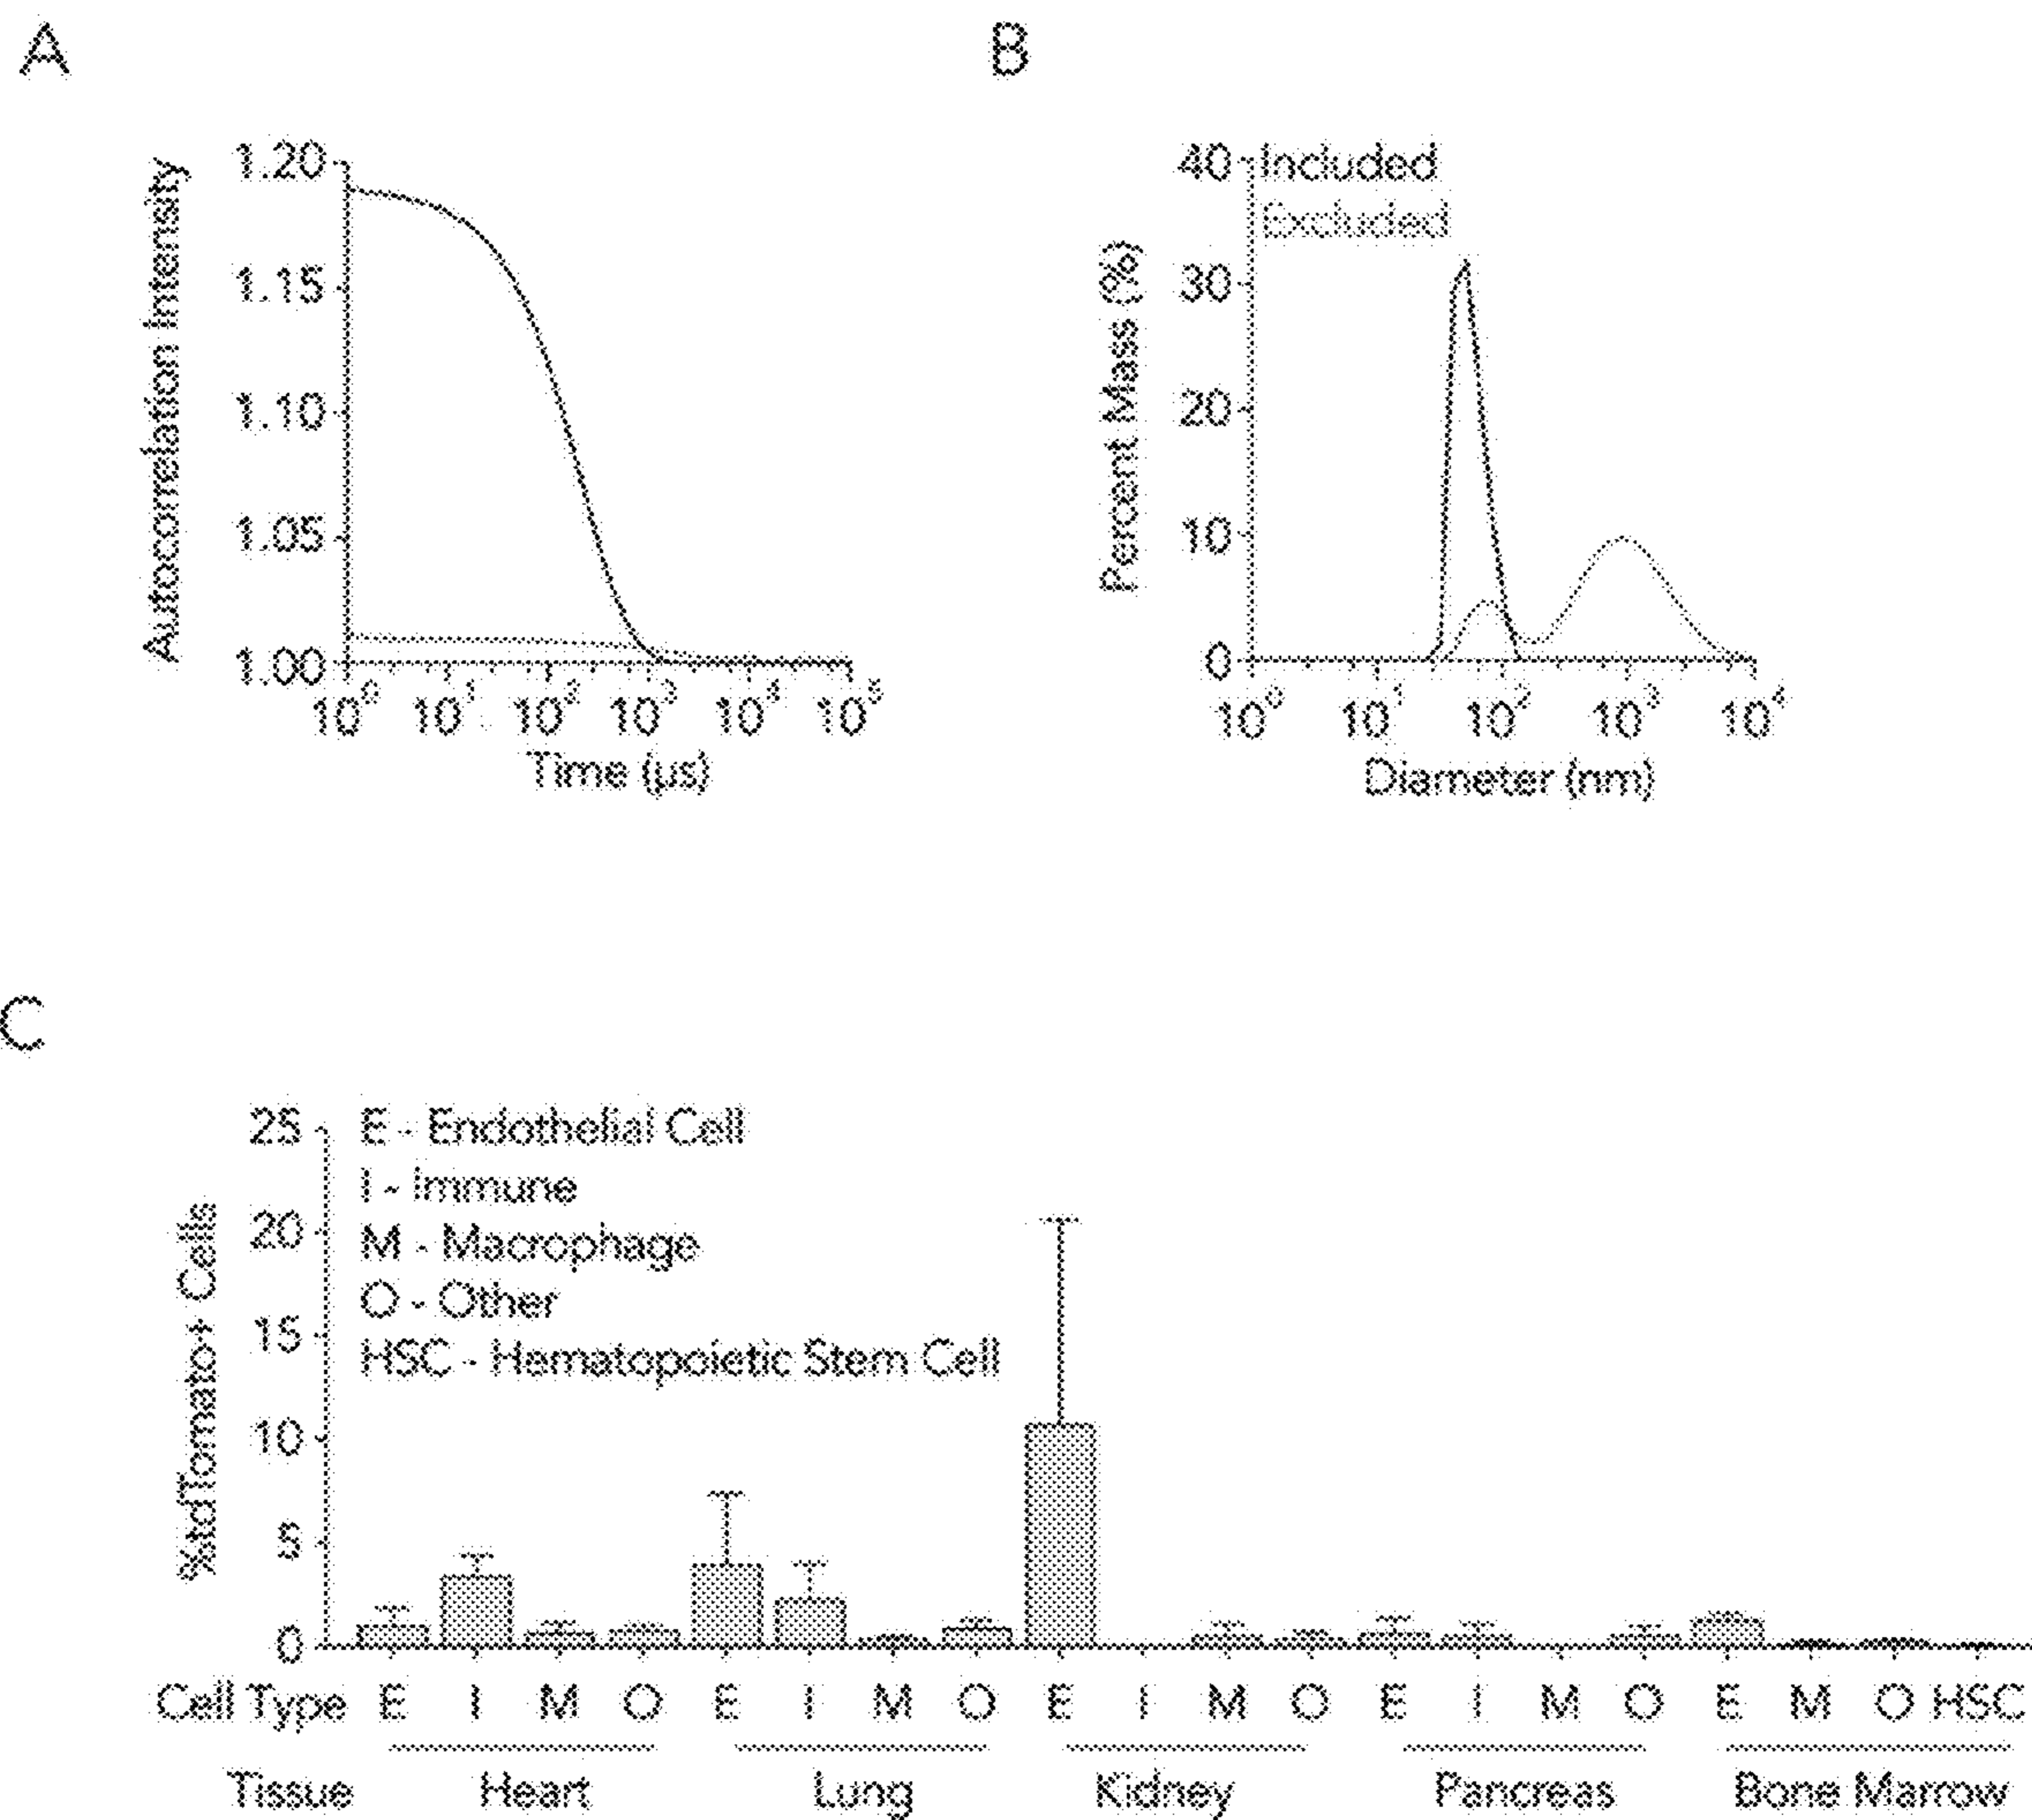 A
Autocorrelation Intensity
1.20
1.15
1.10
1.05
1.00
10⁰ 10¹ 10² 10³ 10⁴ 10⁵
Time (µs)
B
Percent Mass (%)
40
30
20
10
0
Included
Excluded
10⁰ 10¹ 10² 10³ 10⁴
Diameter (nm)
C
%tdTomato+ Cells
25
20
15
10
5
0
E - Endothelial Cell
I - Immune
M - Macrophage
O - Other
HSC - Hematopoietic Stem Cell
Cell Type E I M O E I M O E I M O E I M O E M O HSC
Tissue Heart Lung Kidney Pancreas Bone Marrow